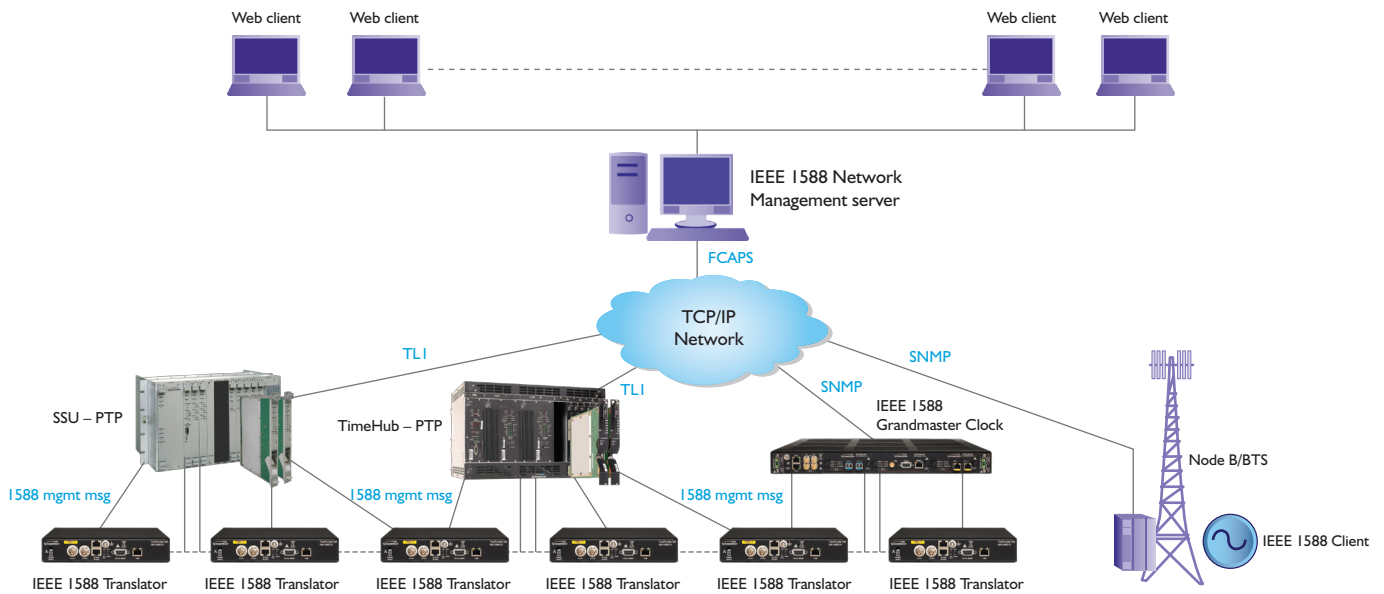 Web client
Web client
Web client
Web client
IEEE 1588 Network
Management server
FCAPS
TCP/IP
Network
TL1
TL1
SNMP
SNMP
SSU – PTP
TimeHub – PTP
IEEE 1588
Grandmaster Clock
Node B/BTS
1588 mgmt msg
1588 mgmt msg
1588 mgmt msg
IEEE 1588 Client
IEEE 1588 Translator
IEEE 1588 Translator
IEEE 1588 Translator
IEEE 1588 Translator
IEEE 1588 Translator
IEEE 1588 Translator